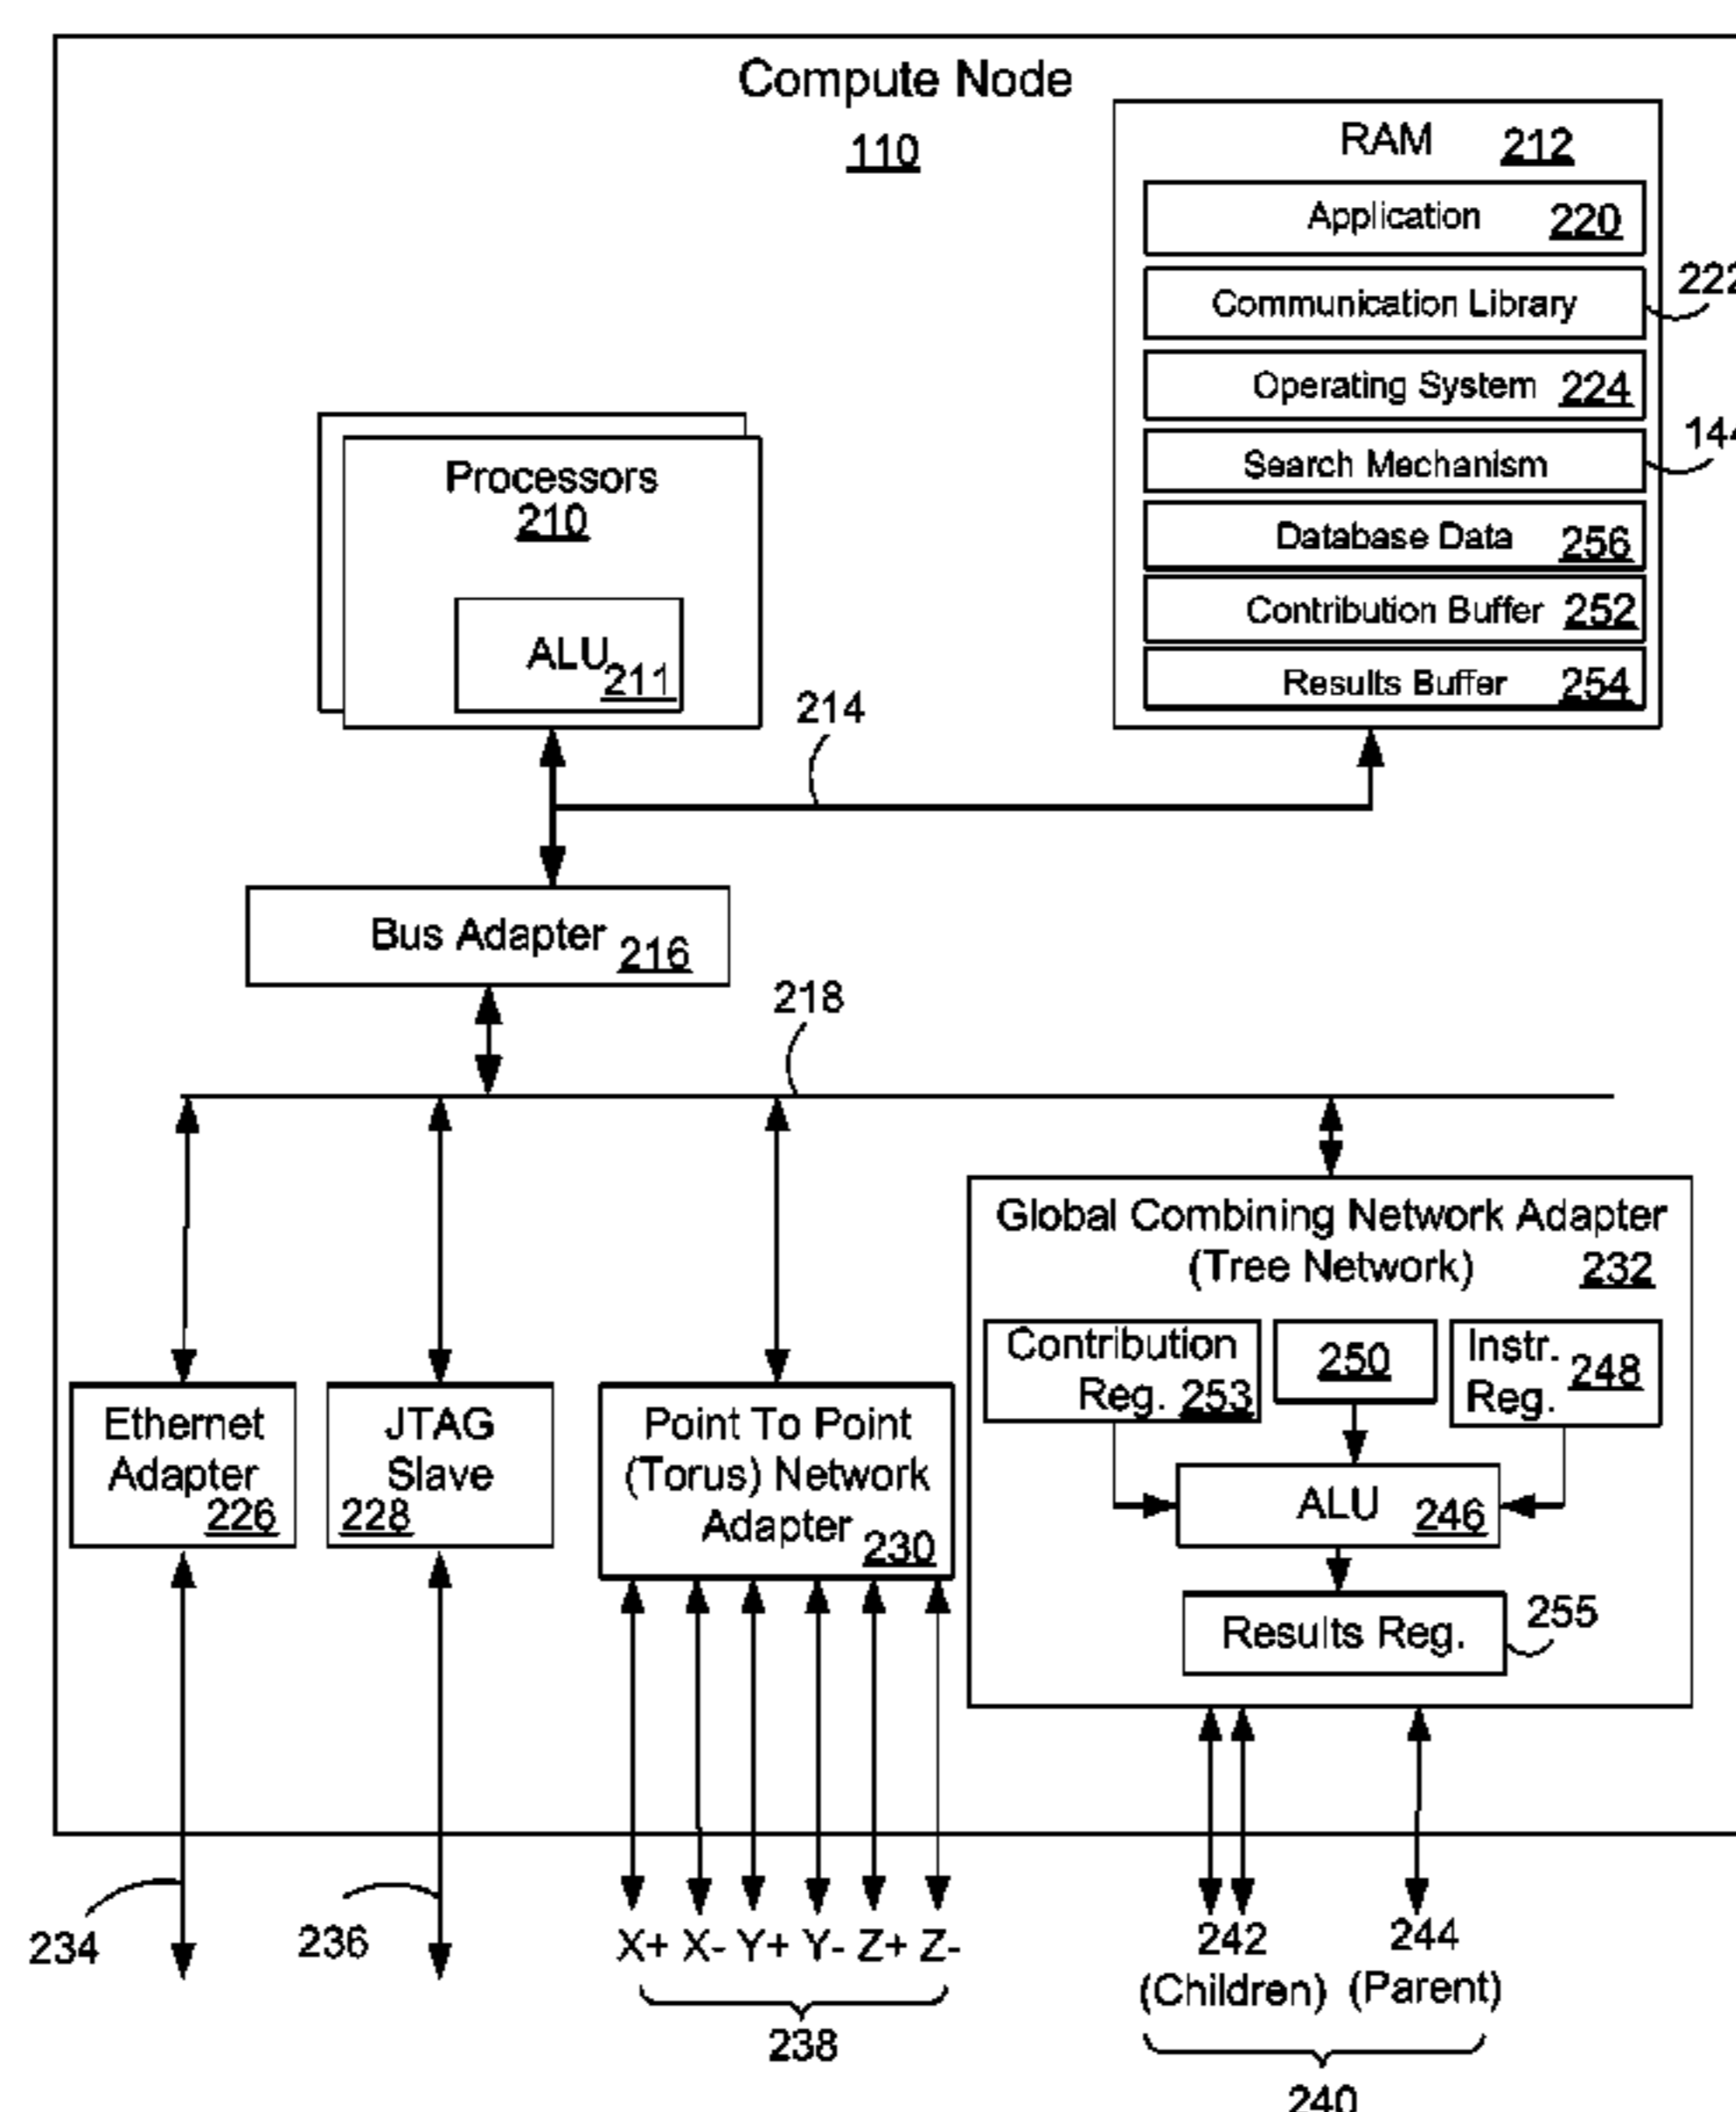 Compute Node
110
RAM 212
Application 220
Communication Library
222
Operating System 224
Search Mechanism
144
Database Data 256
Contribution Buffer 252
Results Buffer 254
Processors
210
ALU 211
214
Bus Adapter 216
218
Global Combining Network Adapter
(Tree Network) 232
Contribution
Reg. 253
250
Instr.
Reg. 248
ALU 246
Results Reg.
255
Ethernet
Adapter
226
JTAG
Slave
228
Point To Point
(Torus) Network
Adapter 230
234
236
X+ X- Y+ Y- Z+ Z-
238
242
(Children)
244
(Parent)
240